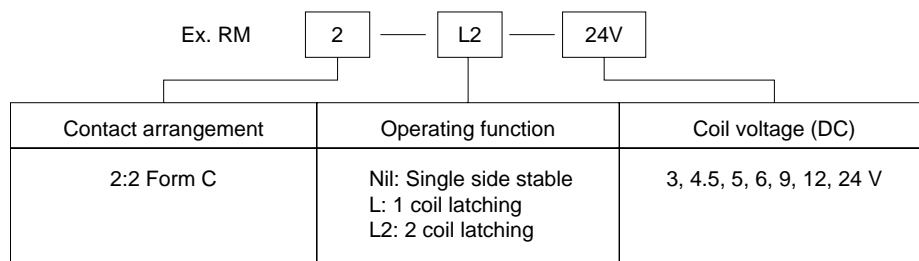 Ex. RM 2 — L2 — 24V
Contact arrangement Operating function Coil voltage (DC)
2:2 Form C Nil: Single side stable 3, 4.5, 5, 6, 9, 12, 24 V
L: 1 coil latching
L2: 2 coil latching